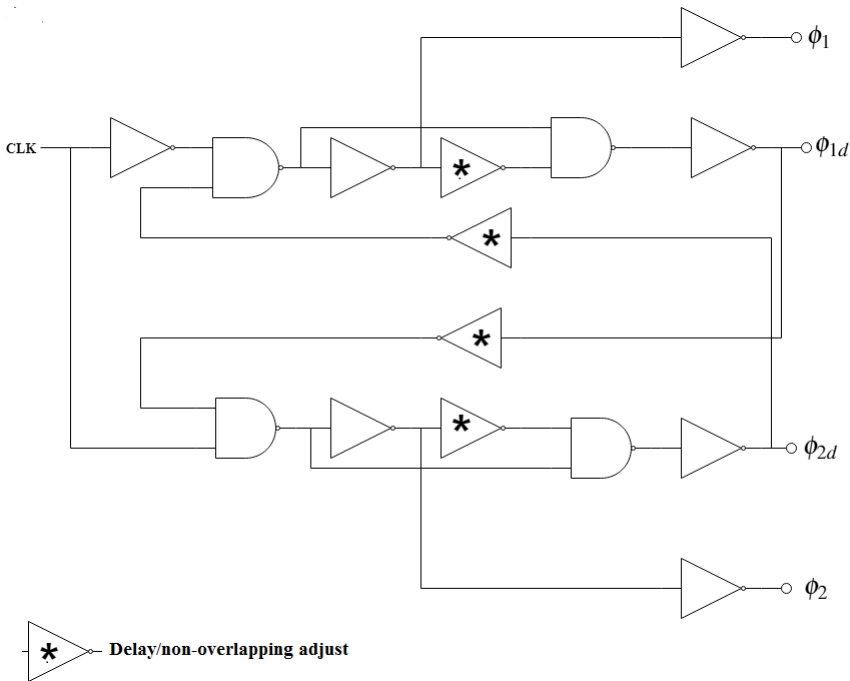 ϕ1
CLK
ϕ1d
*
*
*
*
ϕ2d
ϕ2
* Delay/non-overlapping adjust